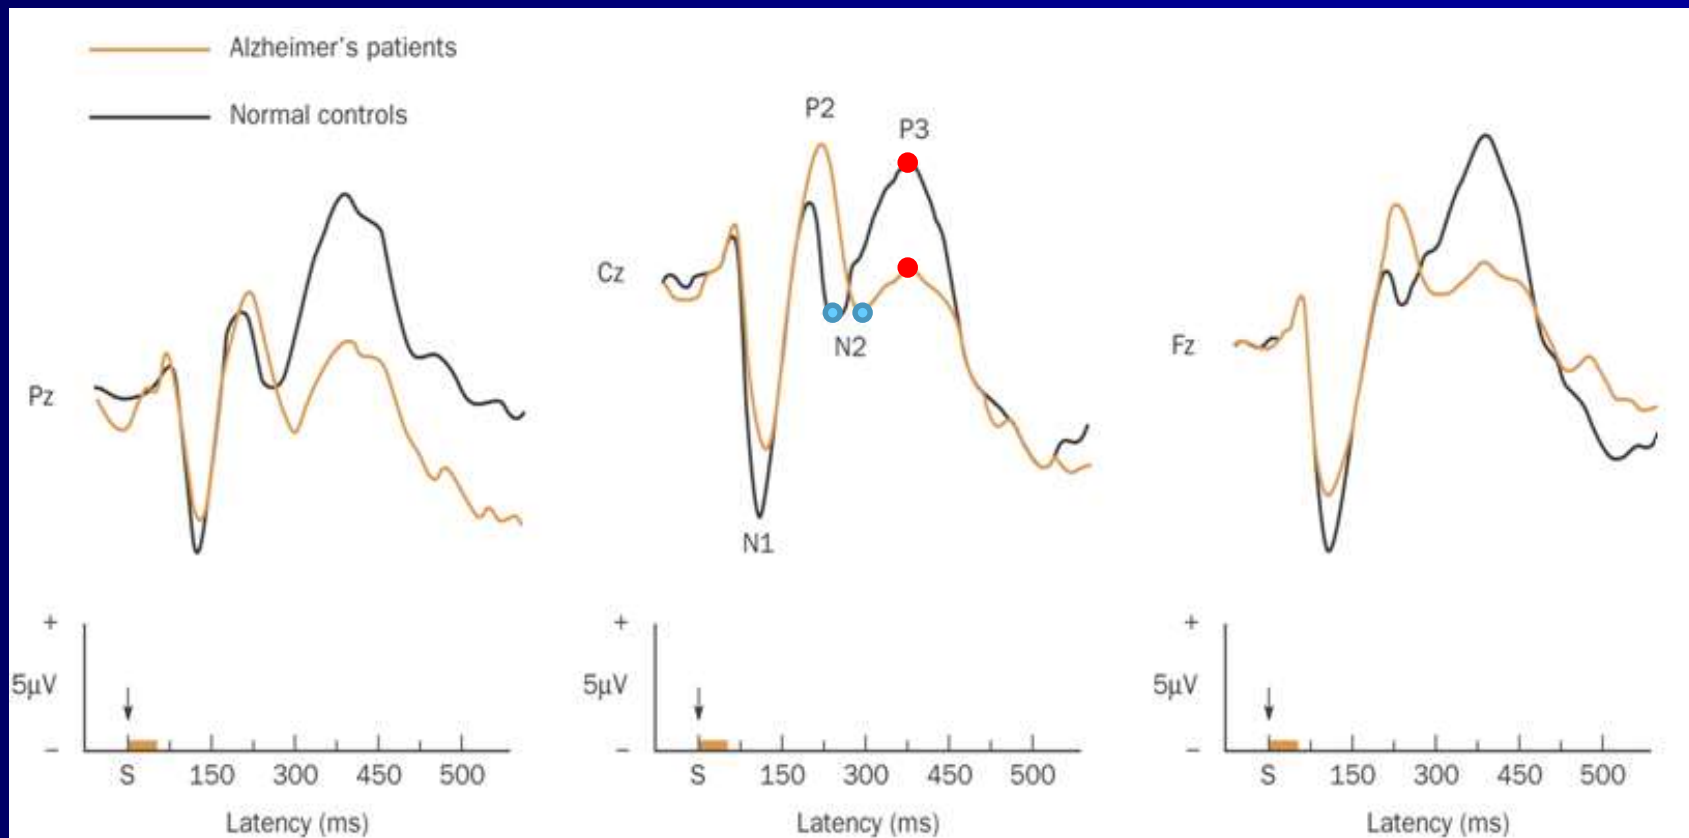 Alzheimer's patients
Normal controls
P2
P3
Cz
N2
N1
Pz
Fz
+
5µV
−
S 150 300 450 500
Latency (ms)
+
5µV
−
S 150 300 450 500
Latency (ms)
+
5µV
−
S 150 300 450 500
Latency (ms)